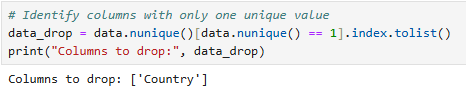 # Identify columns with only one unique value
data_drop = data.nunique()[data.nunique() == 1].index.tolist()
print("Columns to drop:", data_drop)
Columns to drop: ['Country']